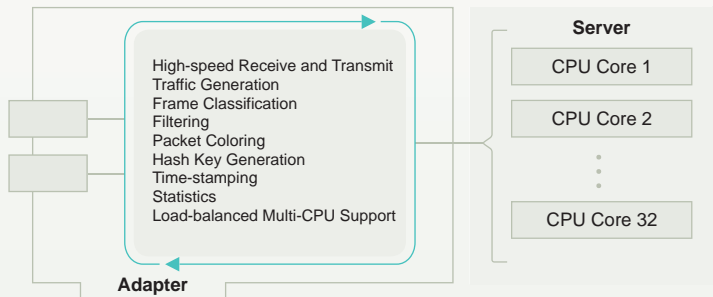 High-speed Receive and Transmit
Traffic Generation
Frame Classification
Filtering
Packet Coloring
Hash Key Generation
Time-stamping
Statistics
Load-balanced Multi-CPU Support
Adapter
Server
CPU Core 1
CPU Core 2
CPU Core 32